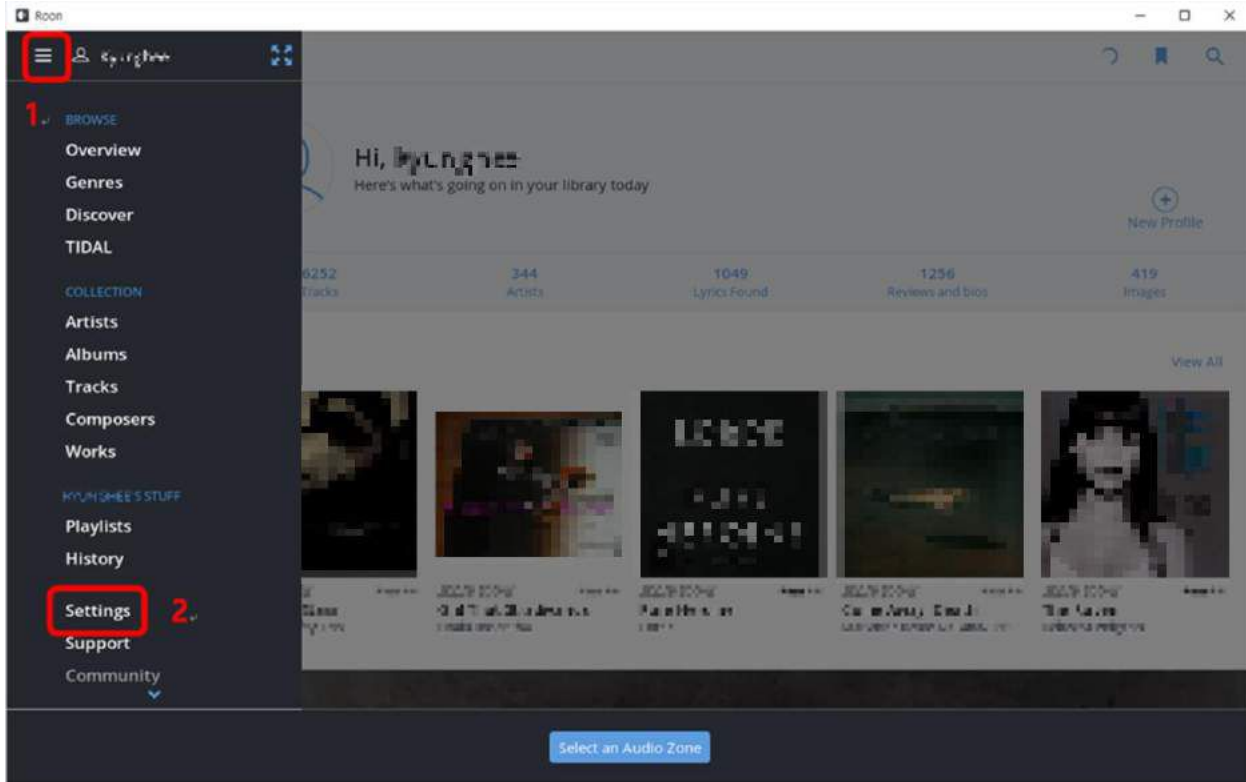 Roon
1
BROWSE
Overview
Genres
Discover
TIDAL
COLLECTION
Artists
Albums
Tracks
Composers
Works
STUFF
Playlists
History
Settings 2
Support
Community
Hi,
Here's what's going on in your library today
New Profile
6252 344 1049 1256 419
Tracks Artists Lyrics Found Reviews and bios Images
View All
Select an Audio Zone